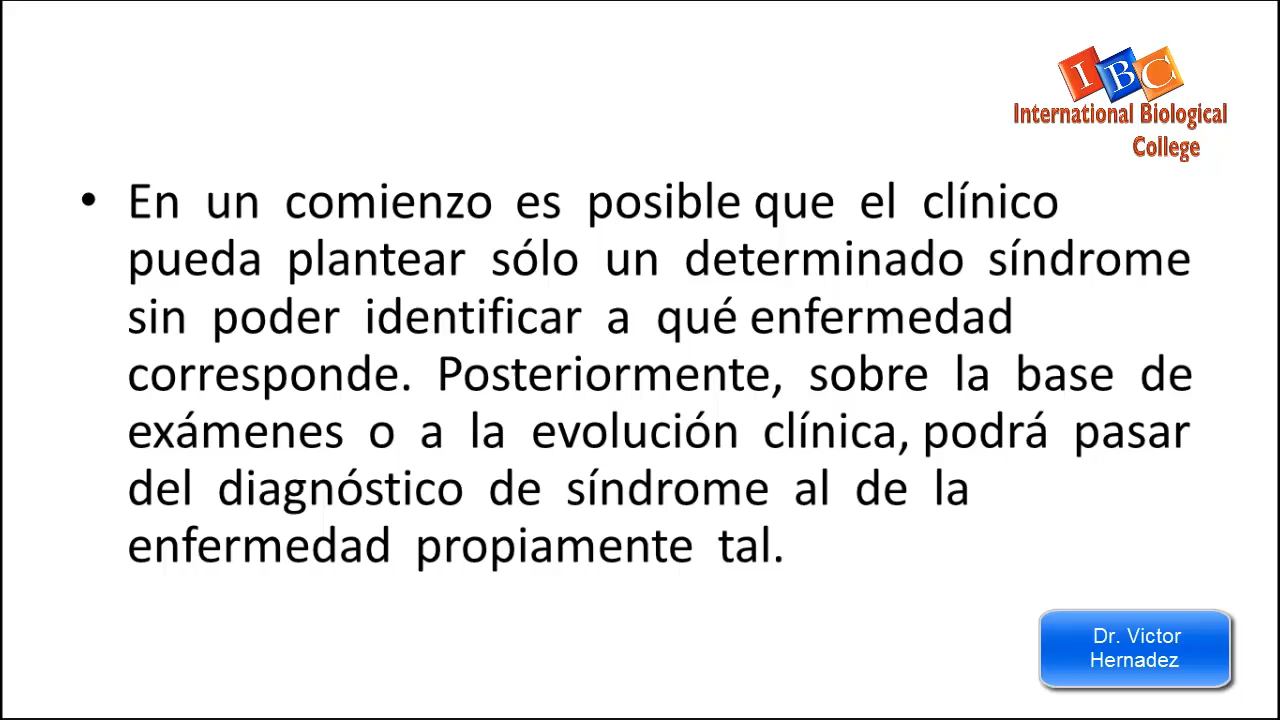 IBC
International Biological
College
• En un comienzo es posible que el clínico
pueda plantear sólo un determinado síndrome
sin poder identificar a qué enfermedad
corresponde. Posteriormente, sobre la base de
exámenes o a la evolución clínica, podrá pasar
del diagnóstico de síndrome al de la
enfermedad propiamente tal.
Dr. Victor
Hernadez